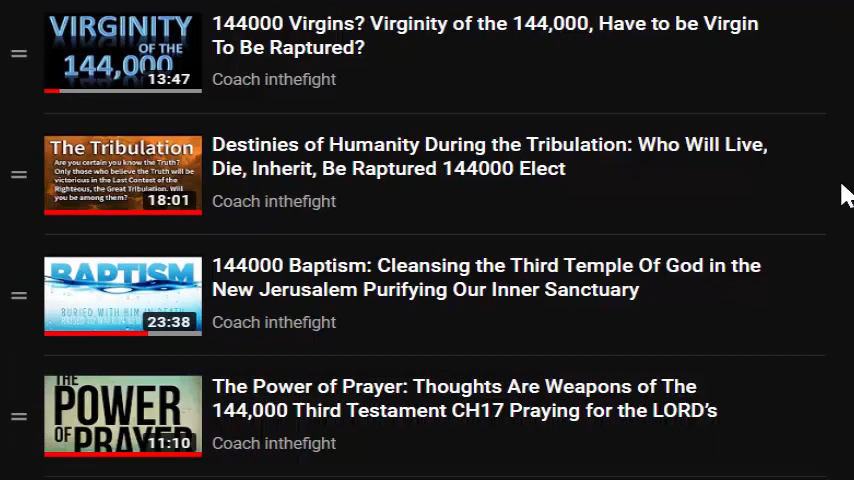 VIRGINITY
OF THE
144,000
13:47
144000 Virgins? Virginity of the 144,000, Have to be Virgin
To Be Raptured?
Coach inthefight
The Tribulation
Are you certain you know the Truth?
Only those who believe the Truth will be
victorious in the Last Contest of the
Righteous, the Great Tribulation. Will
you be among them?
18:01
Destinies of Humanity During the Tribulation: Who Will Live,
Die, Inherit, Be Raptured 144000 Elect
Coach inthefight
BAPTISM
BURIED WITH HIM IN DEATH
23:38
144000 Baptism: Cleansing the Third Temple Of God in the
New Jerusalem Purifying Our Inner Sanctuary
Coach inthefight
THE
POWER
OF PRAYER
11:10
The Power of Prayer: Thoughts Are Weapons of The
144,000 Third Testament CH17 Praying for the LORD's
Coach inthefight